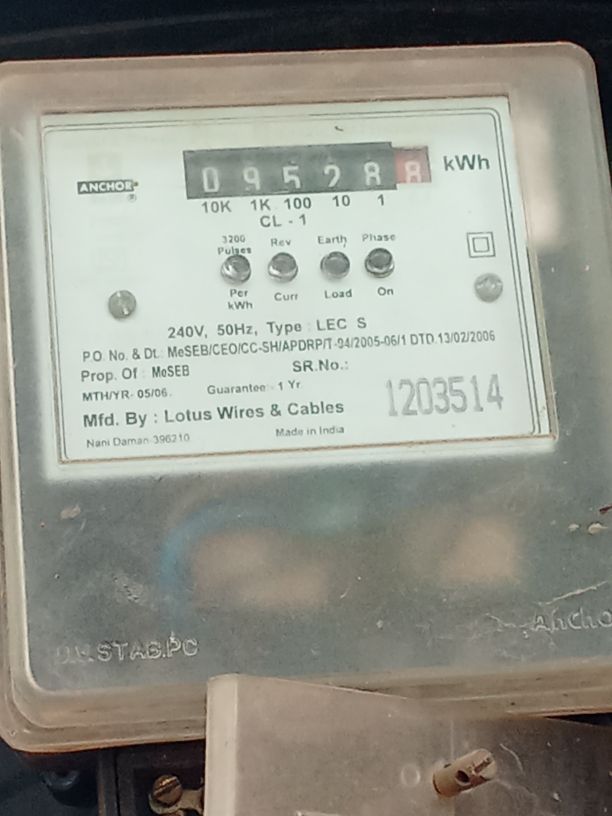 ANCHOR
®
0 9 5 2 8 8 kWh
10K 1K 100 10 1
CL - 1
3200 Pulses Per kWh
Rev Curr
Earth Load
Phase On
240V, 50Hz, Type : LEC S
P.O. No. & Dt. MeSEB/CEO/CC-SH/APDRP/T-94/2005-06/1 DTD.13/02/2006
Prop. Of : MeSEB SR.No.:
MTH/YR- 05/06. Guarantee - 1 Yr.
1203514
Mfd. By : Lotus Wires & Cables
Nani Daman-396210 Made in India
Ancho
STAB.PC